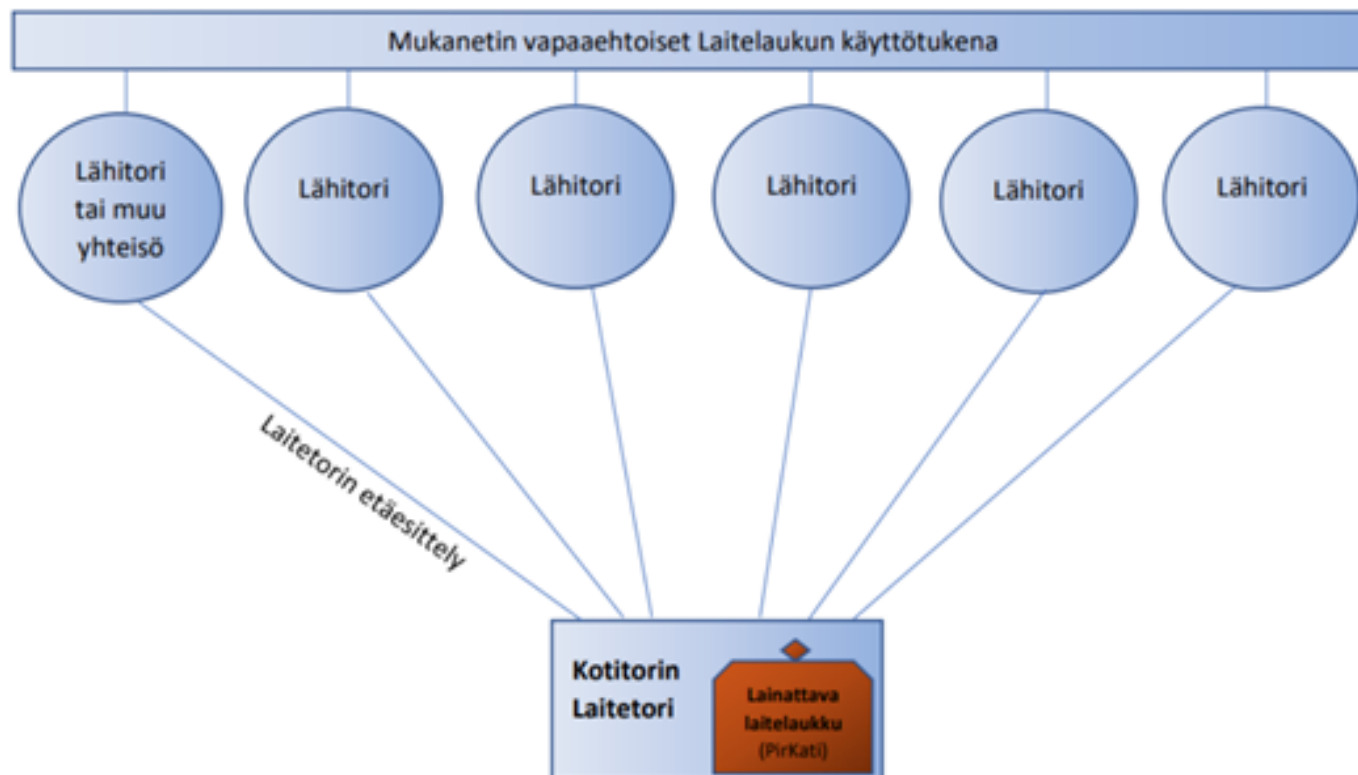 Mukanetin vapaaehtoiset Laitelaukun käyttötukena
Lähitori
tai muu
yhteisö
Lähitori
Lähitori
Lähitori
Lähitori
Lähitori
Laitetorin etäesittely
Kotitorin
Laitetori
Lainattava
laitelaukku
(PirKati)